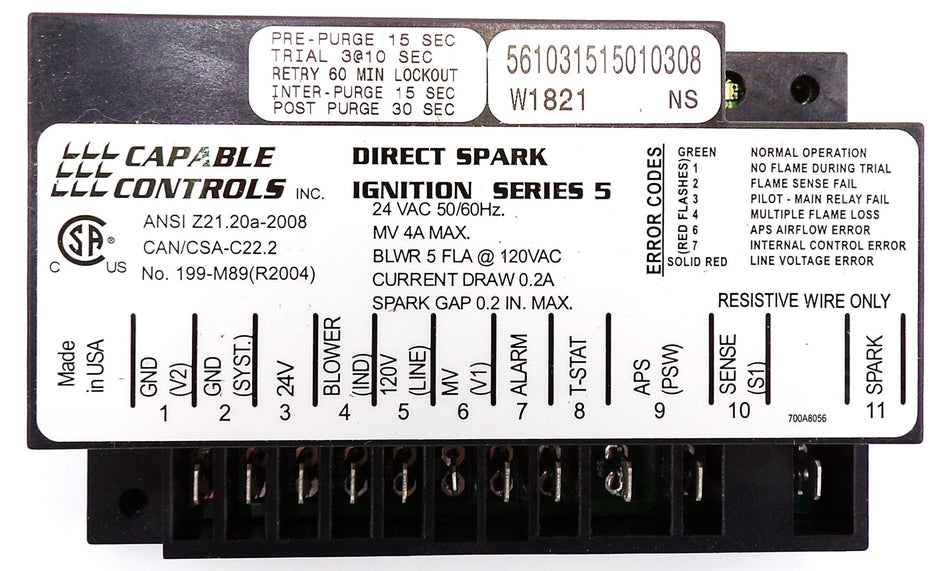 PRE-PURGE 15 SEC
TRIAL 3@10 SEC
RETRY 60 MIN LOCKOUT
INTER-PURGE 15 SEC
POST PURGE 30 SEC
561031515010308
W1821 NS
CAPABLE
CONTROLS INC.
DIRECT SPARK
IGNITION SERIES 5
ANSI Z21.20a-2008
CAN/CSA-C22.2
No. 199-M89(R2004)
SA ®
C US
24 VAC 50/60Hz.
MV 4A MAX.
BLWR 5 FLA @ 120VAC
CURRENT DRAW 0.2A
SPARK GAP 0.2 IN. MAX.
ERROR CODES
(RED FLASHES)
GREEN NORMAL OPERATION
1 NO FLAME DURING TRIAL
2 FLAME SENSE FAIL
3 PILOT - MAIN RELAY FAIL
4 MULTIPLE FLAME LOSS
6 APS AIRFLOW ERROR
7 INTERNAL CONTROL ERROR
SOLID RED LINE VOLTAGE ERROR
RESISTIVE WIRE ONLY
Made
in USA
GND
(V2)
1
GND
(SYST.)
2
24V
3
BLOWER
(IND)
4
120V
(LINE)
5
MV
(V1)
6
ALARM
7
T-STAT
8
APS
(PSW)
9
SENSE
(S1)
10
700A8056
SPARK
11